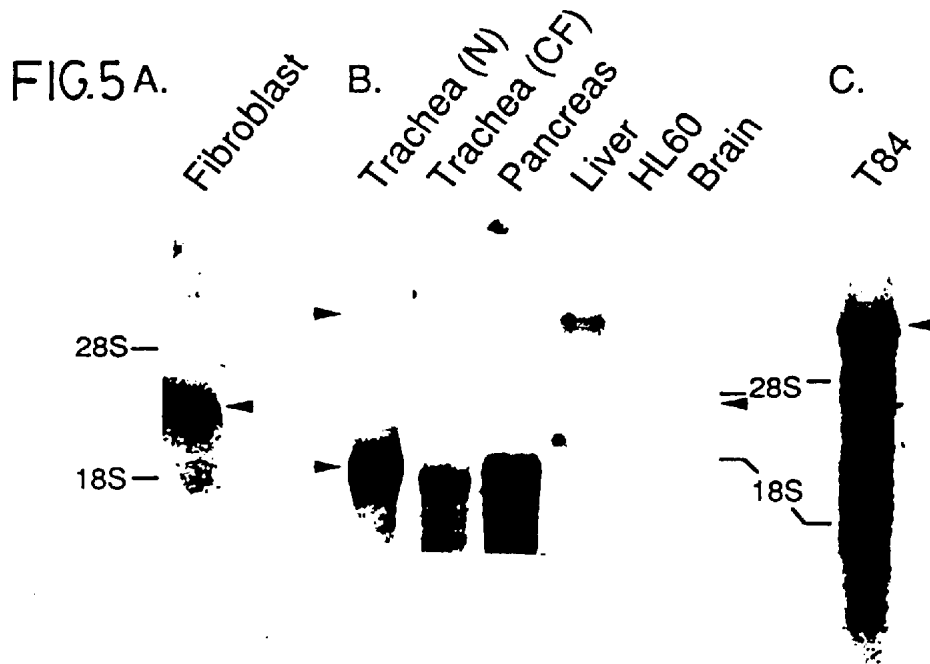 FIG.5 A.
Fibroblast
28S
18S
B.
Trachea (N)
Trachea (CF)
Pancreas
Liver
HL60
Brain
28S
18S
C.
T84